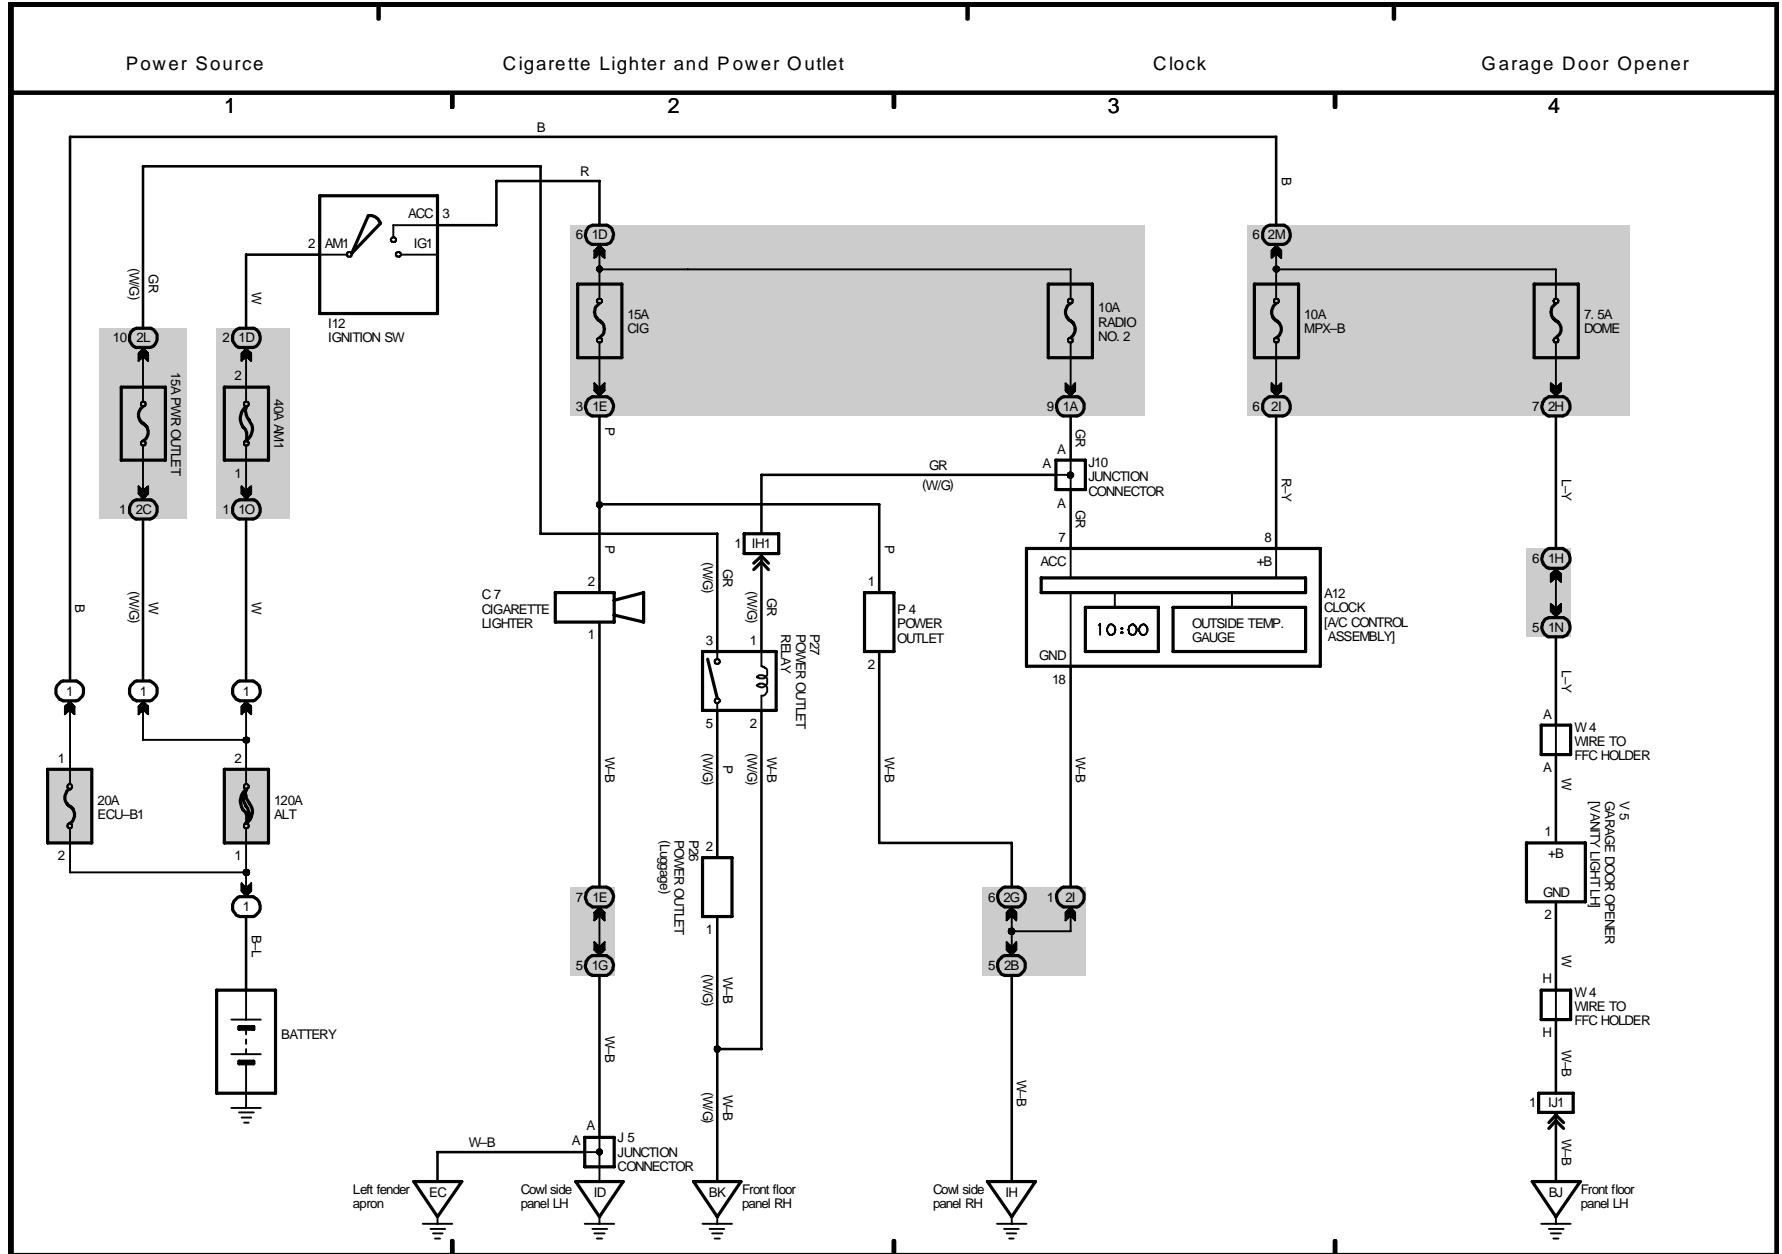 Power Source
Cigarette Lighter and Power Outlet
Clock
Garage Door Opener
1
2
3
4
B
R
B
ACC 3
2 AM1
IG1
I12
IGNITION SW
GR
(W/G)
W
10 2L
2 1D
2
15A PWR OUTLET
40A AM1
1
1 2C
1 1O
B
W
(W/G)
W
1
1
1
1
2
20A
ECU–B1
120A
ALT
2
1
1
B–L
BATTERY
6 1D
15A
CIG
10A
RADIO
NO. 2
3 1E
9 1A
P
GR
A
A
J10
JUNCTION
CONNECTOR
GR
(W/G)
A
GR
6 2M
10A
MPX–B
7. 5A
DOME
6 2I
7 2H
R–Y
L–Y
P
1 IH1
GR
(W/G)
GR
(W/G)
P
C 7
CIGARETTE
LIGHTER
2
1
3
1
P27
POWER OUTLET
RELAY
5
2
1
P 4
POWER
OUTLET
2
7
8
ACC
+B
10:00
OUTSIDE TEMP.
GAUGE
GND
18
A12
CLOCK
[A/C CONTROL
ASSEMBLY]
6 1H
5 1N
L–Y
A
W 4
WIRE TO
FFC HOLDER
A
W
W–B
P
(W/G)
W–B
(W/G)
W–B
W–B
2
P26
POWER OUTLET
(Luggage)
1
1
+B
GND
2
V 5
GARAGE DOOR OPENER
[VANITY LIGHT LH]
7 1E
5 1G
6 2G
1 2I
5 2B
W–B
(W/G)
W
H
W 4
WIRE TO
FFC HOLDER
H
W–B
W–B
(W/G)
W–B
W–B
1 IJ1
W–B
A
W–B
A
J 5
JUNCTION
CONNECTOR
Left fender
apron
EC
Cowl side
panel LH
ID
BK
Front floor
panel RH
Cowl side
panel RH
IH
BJ
Front floor
panel LH